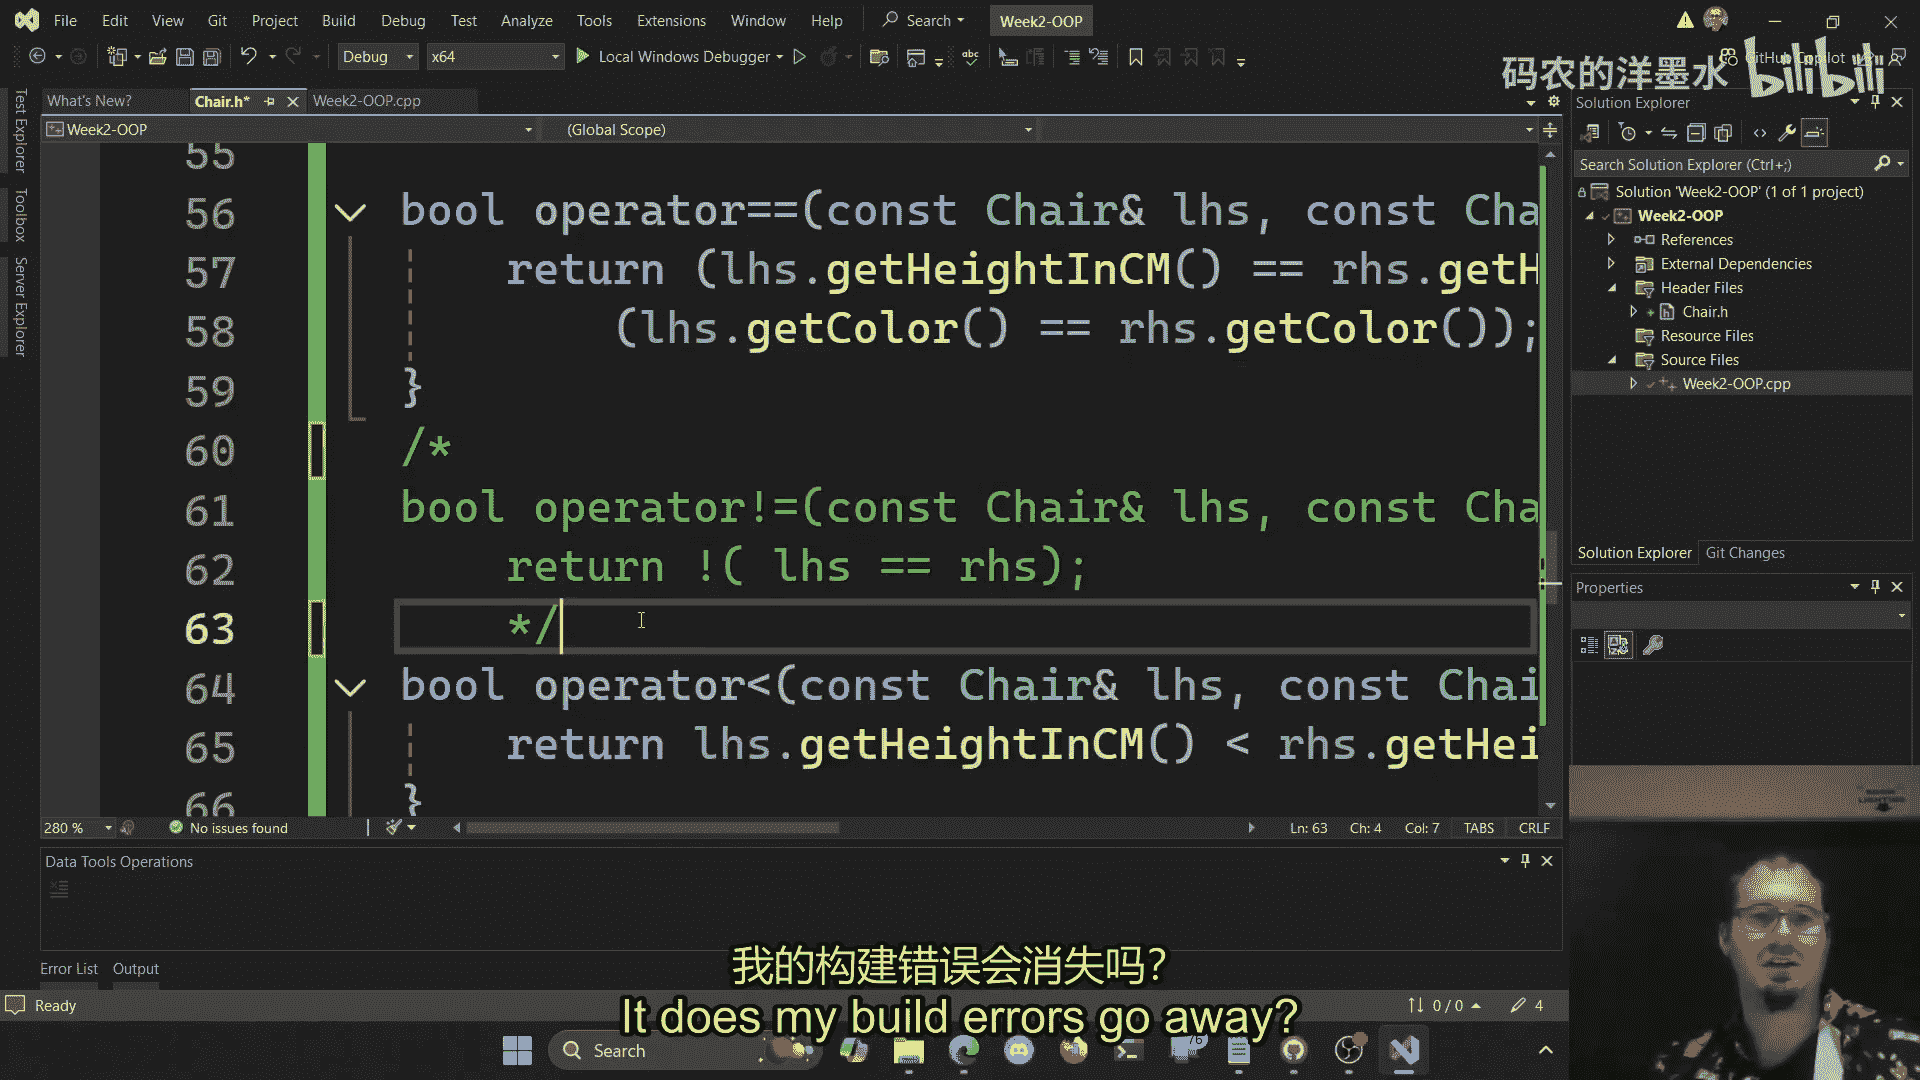 File Edit View Git Project Build Debug Test Analyze Tools Extensions Window Help Search Week2-OOP
Debug x64 Local Windows Debugger
码农的洋墨水 bilibili
What's New? Chair.h* Week2-OOP.cpp
Week2-OOP (Global Scope)
Test Explorer
Toolbox
Server Explorer
55
56 bool operator==(const Chair& lhs, const Cha
57 return (lhs.getHeightInCM() == rhs.getH
58 (lhs.getColor() == rhs.getColor());
59 }
60 /*
61 bool operator!=(const Chair& lhs, const Cha
62 return !( lhs == rhs);
63 */
64 bool operator<(const Chair& lhs, const Chai
65 return lhs.getHeightInCM() < rhs.getHei
66 }
280 % No issues found Ln: 63 Ch: 4 Col: 7 TABS CRLF
Solution Explorer
Search Solution Explorer (Ctrl+;)
Solution 'Week2-OOP' (1 of 1 project)
Week2-OOP
References
External Dependencies
Header Files
Chair.h
Resource Files
Source Files
Week2-OOP.cpp
Solution Explorer Git Changes
Properties
Data Tools Operations
Error List Output
我的构建错误会消失吗?
It does my build errors go away?
Ready 0 / 0 4
Search
76